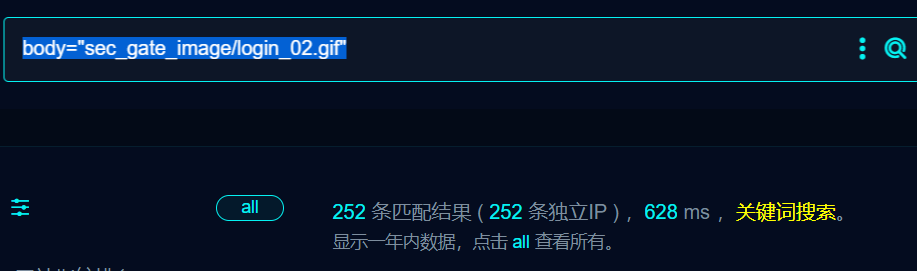 body="sec_gate_image/login_02.gif"
all
252 条匹配结果 ( 252 条独立IP ) ，628 ms ，关键词搜索。
显示一年内数据，点击 all 查看所有。